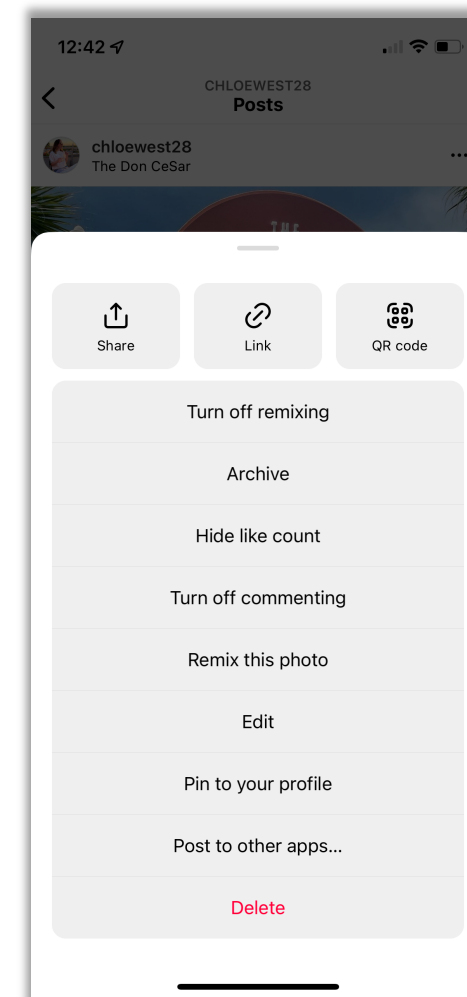 12:42
CHLOEWEST28
Posts
chloewest28
The Don CeSar
THE
Share
Link
QR code
Turn off remixing
Archive
Hide like count
Turn off commenting
Remix this photo
Edit
Pin to your profile
Post to other apps...
Delete